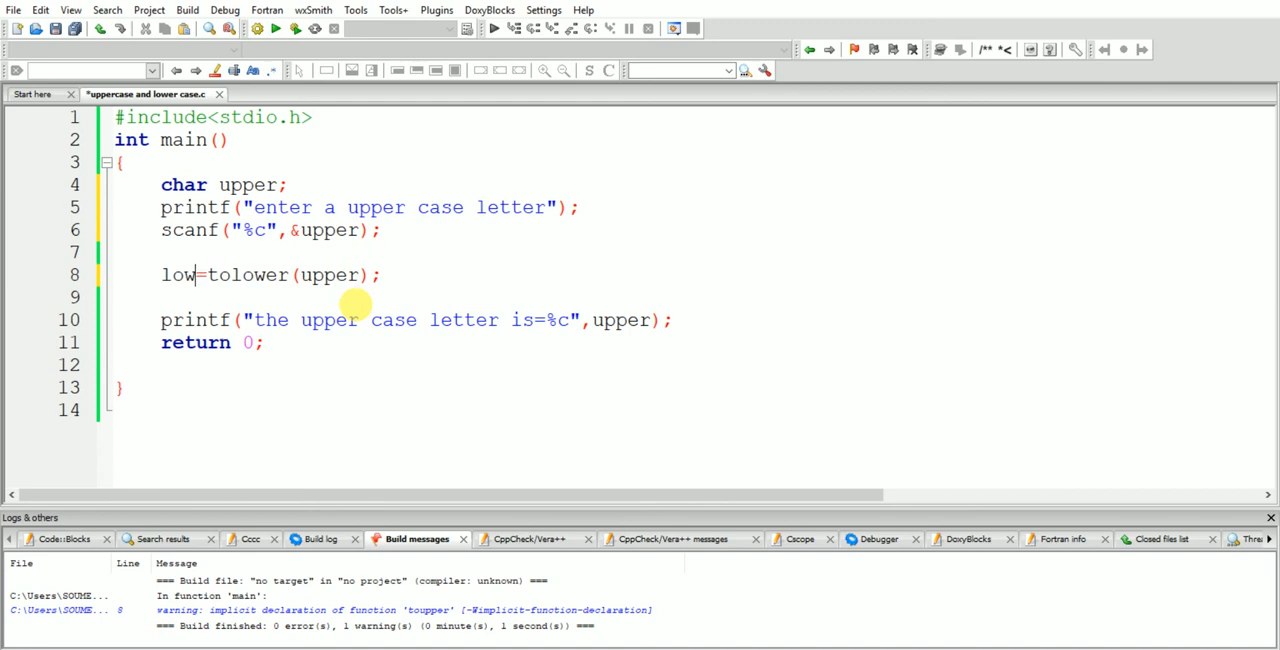 File Edit View Search Project Build Debug Fortran wxSmith Tools Tools+ Plugins DoxyBlocks Settings Help
/** *<
S C
Start here *uppercase and lower case.c
1 #include<stdio.h>
2 int main()
3 {
4 char upper;
5 printf("enter a upper case letter");
6 scanf("%c",&upper);
7
8 low=tolower(upper);
9
10 printf("the upper case letter is=%c",upper);
11 return 0;
12
13 }
14
Logs & others
Code::Blocks Search results Cccc Build log Build messages CppCheck/Vera++ CppCheck/Vera++ messages Cscope Debugger DoxyBlocks Fortran info Closed files list Thre
File Line Message
=== Build file: "no target" in "no project" (compiler: unknown) ===
C:\Users\SOUME... In function 'main':
C:\Users\SOUME... 8 warning: implicit declaration of function 'toupper' [-Wimplicit-function-declaration]
=== Build finished: 0 error(s), 1 warning(s) (0 minute(s), 1 second(s)) ===